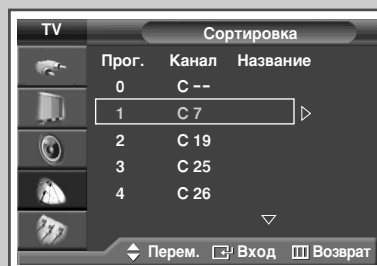 TV Сортировка
Прог. Канал Название
0 C --
1 C 7
2 C 19
3 C 25
4 C 26
Перем. Вход Возврат